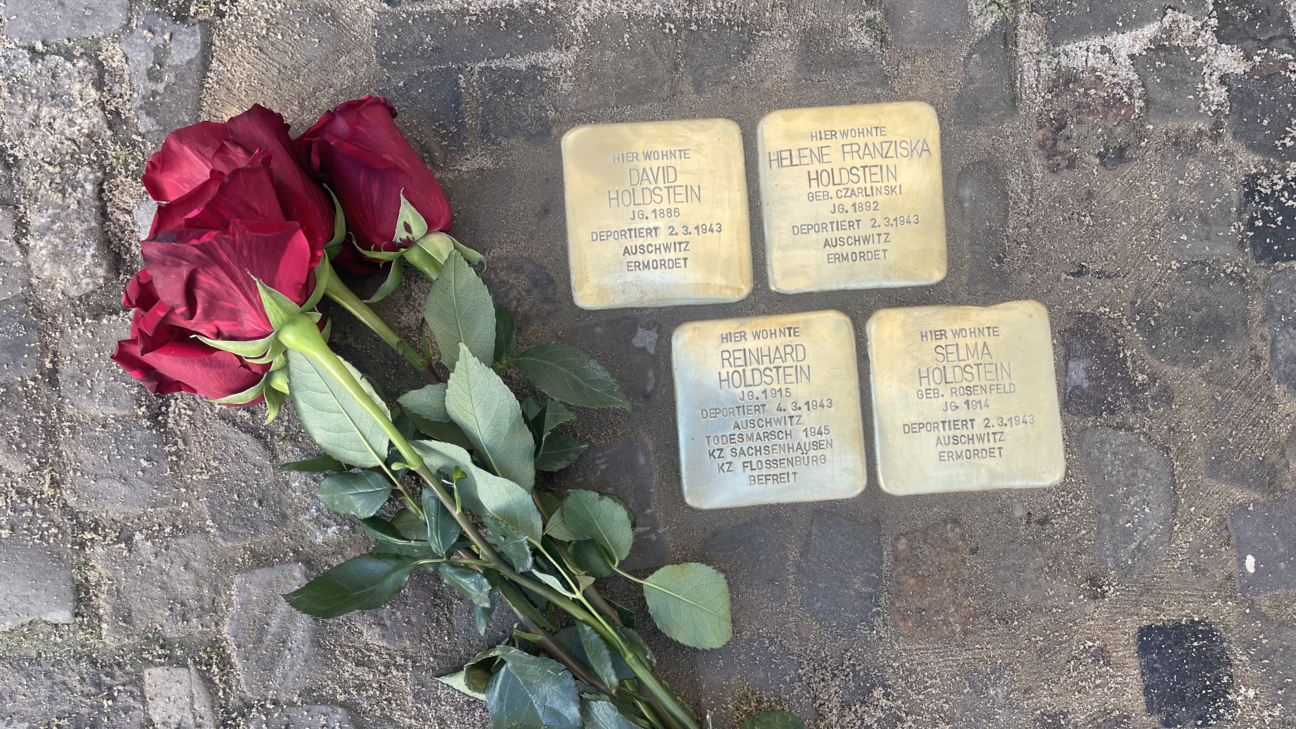 HIER WOHNTE
DAVID
HOLDSTEIN
JG. 1886
DEPORTIERT 2.3.1943
AUSCHWITZ
ERMORDET
HIER WOHNTE
HELENE FRANZISKA
HOLDSTEIN
GEB. CZARLINSKI
JG. 1892
DEPORTIERT 2.3.1943
AUSCHWITZ
ERMORDET
HIER WOHNTE
REINHARD
HOLDSTEIN
JG. 1915
DEPORTIERT 4.3.1943
AUSCHWITZ
TODESMARSCH 1945
KZ SACHSENHAUSEN
KZ FLOSSENBÜRG
BEFREIT
HIER WOHNTE
SELMA
HOLDSTEIN
GEB. ROSENFELD
JG. 1914
DEPORTIERT 2.3.1943
AUSCHWITZ
ERMORDET